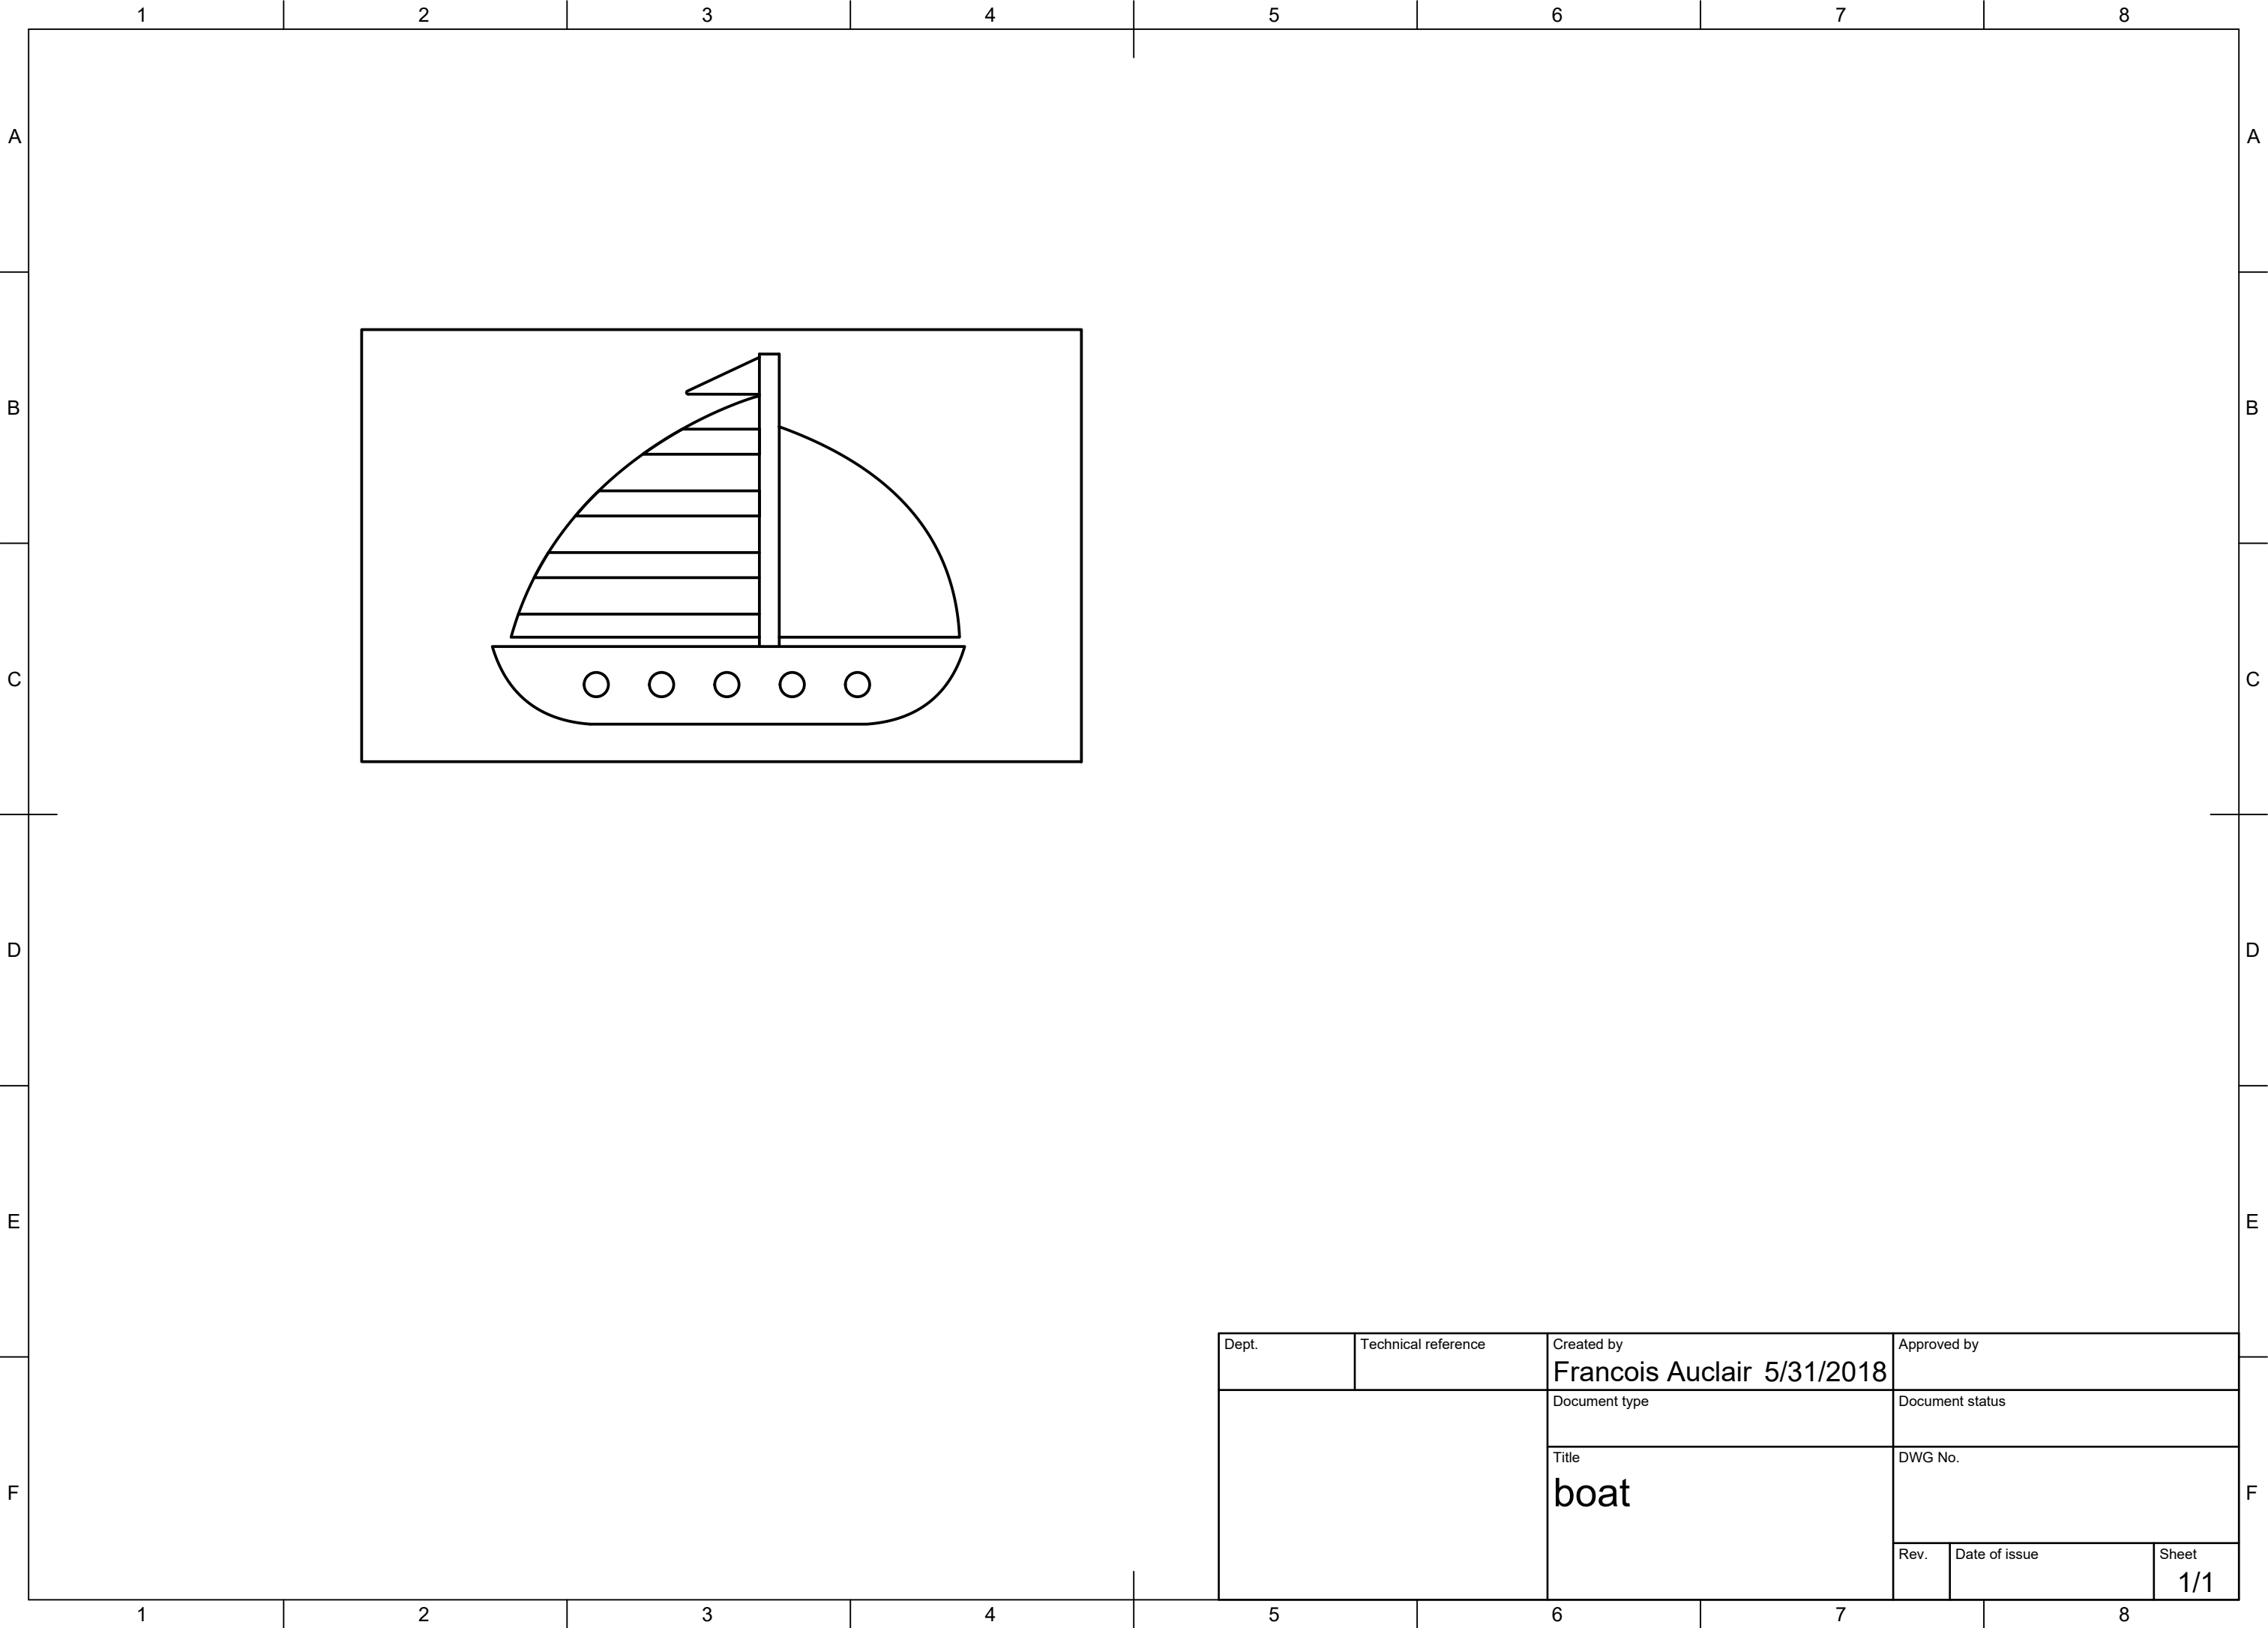 1 2 3 4 5 6 7 8
A A
B B
C C
D D
E E
F F
Dept. Technical reference Created by Approved by
Francois Auclair 5/31/2018
Document type Document status
Title DWG No.
boat
Rev. Date of issue Sheet
1/1
1 2 3 4 5 6 7 8